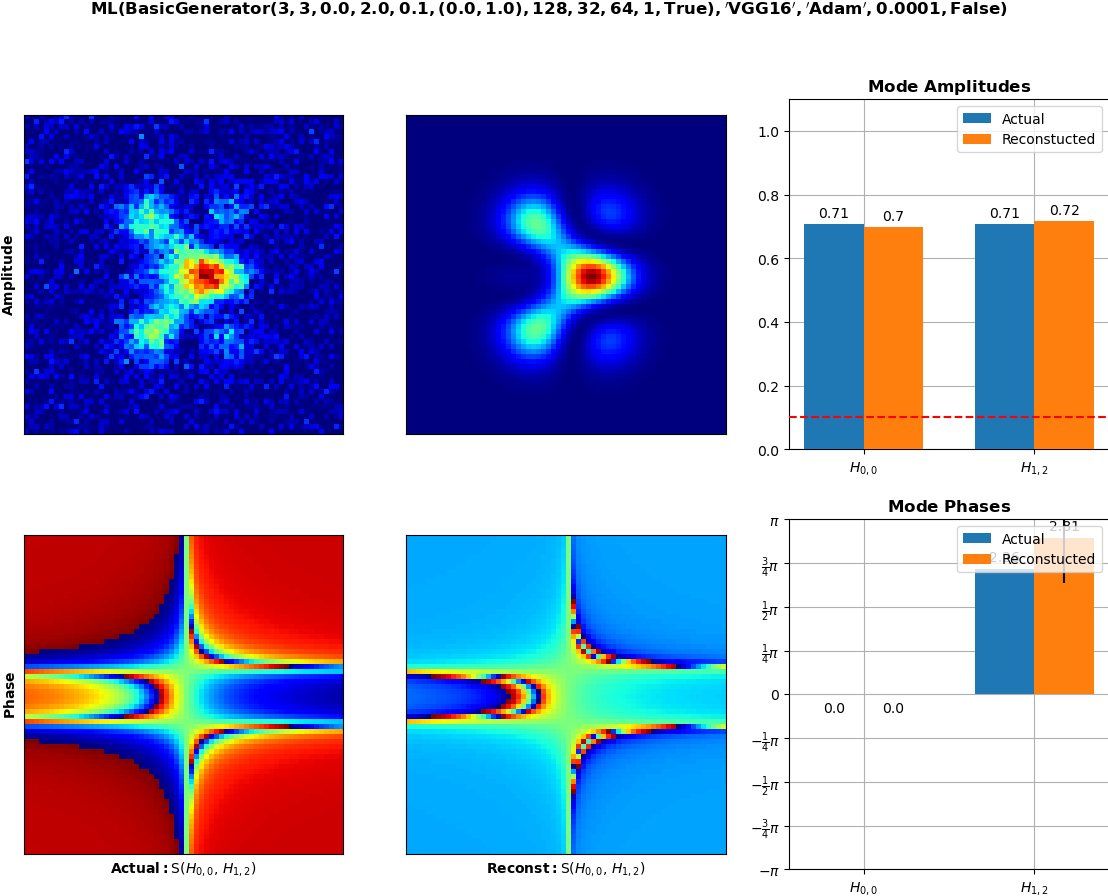 ML(BasicGenerator(3, 3, 0.0, 2.0, 0.1, (0.0, 1.0), 128, 32, 64, 1, True), ′VGG16′, ′Adam′, 0.0001, False)
Amplitude
Mode Amplitudes
Actual
Reconstucted
1.0
0.8
0.6
0.4
0.2
0.0
0.71
0.7
0.71
0.72
H0, 0
H1, 2
Phase
Actual: S(H0, 0, H1, 2)
Reconst: S(H0, 0, H1, 2)
Mode Phases
Actual
Reconstucted
2.81
π
3/4π
1/2π
1/4π
0
−1/4π
−1/2π
−3/4π
−π
0.0
0.0
H0, 0
H1, 2